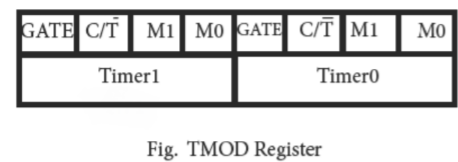 GATE C/T̅ M1 M0 GATE C/T̅ M1 M0
Timer1 Timer0
Fig. TMOD Register